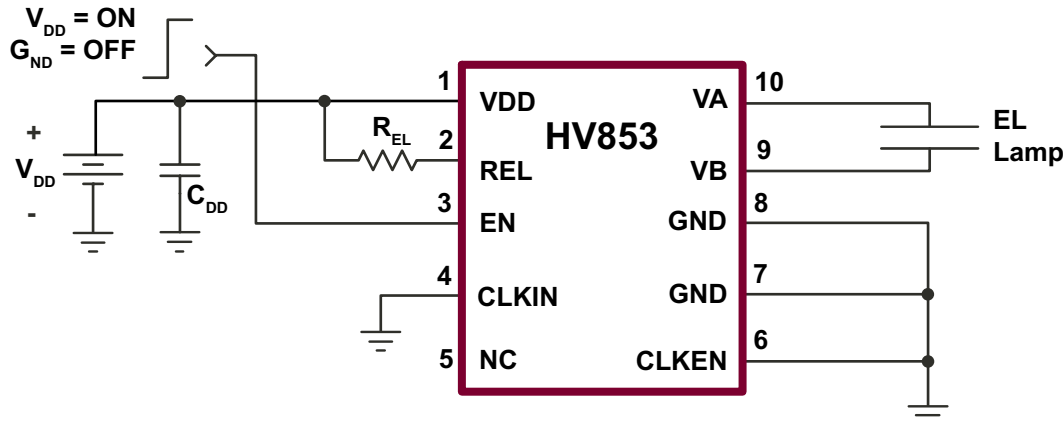 VDD = ON
GND = OFF
+
VDD
-
CDD
REL
HV853
1
VDD
2
REL
3
EN
4
CLKIN
5
NC
10
VA
9
VB
8
GND
7
GND
6
CLKEN
EL
Lamp